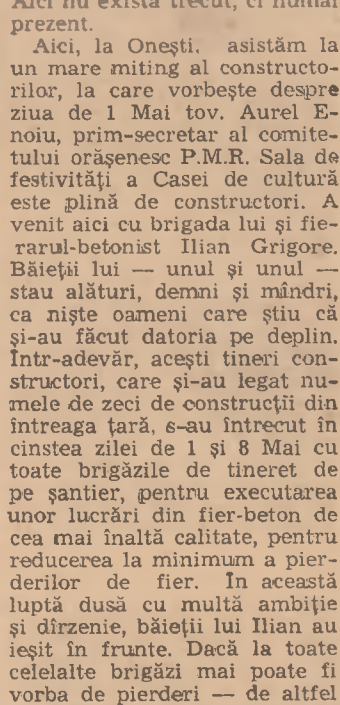 Aici nu există trecut, ci numai
prezent.
Aici, la Onești, asistăm la
un mare miting al constructo-
rilor, la care vorbește despre
ziua de 1 Mai tov. Aurel E-
noiu, prim-secretar al comite-
tului orășenesc P.M.R. Sala de
festivități a Casei de cultură
este plină de constructori. A
venit aici cu brigada lui și fie-
rarul-betonist Ilian Grigore.
Băieții lui — unul și unul —
stau alături, demni și mîndri,
ca niște oameni care știu că
și-au făcut datoria pe deplin.
Într-adevăr, acești tineri con-
structori, care și-au legat nu-
mele de zeci de construcții din
întreaga țară, s-au întrecut în
cinstea zilei de 1 și 8 Mai cu
toate brigăzile de tineret de
pe șantier, pentru executarea
unor lucrări din fier-beton de
cea mai înaltă calitate, pentru
reducerea la minimum a pier-
derilor de fier. În această
luptă dusă cu multă ambiție
și dîrzenie, băieții lui Ilian au
ieșit în frunte. Dacă la toate
celelalte brigăzi mai poate fi
vorba de pierderi — de altfel